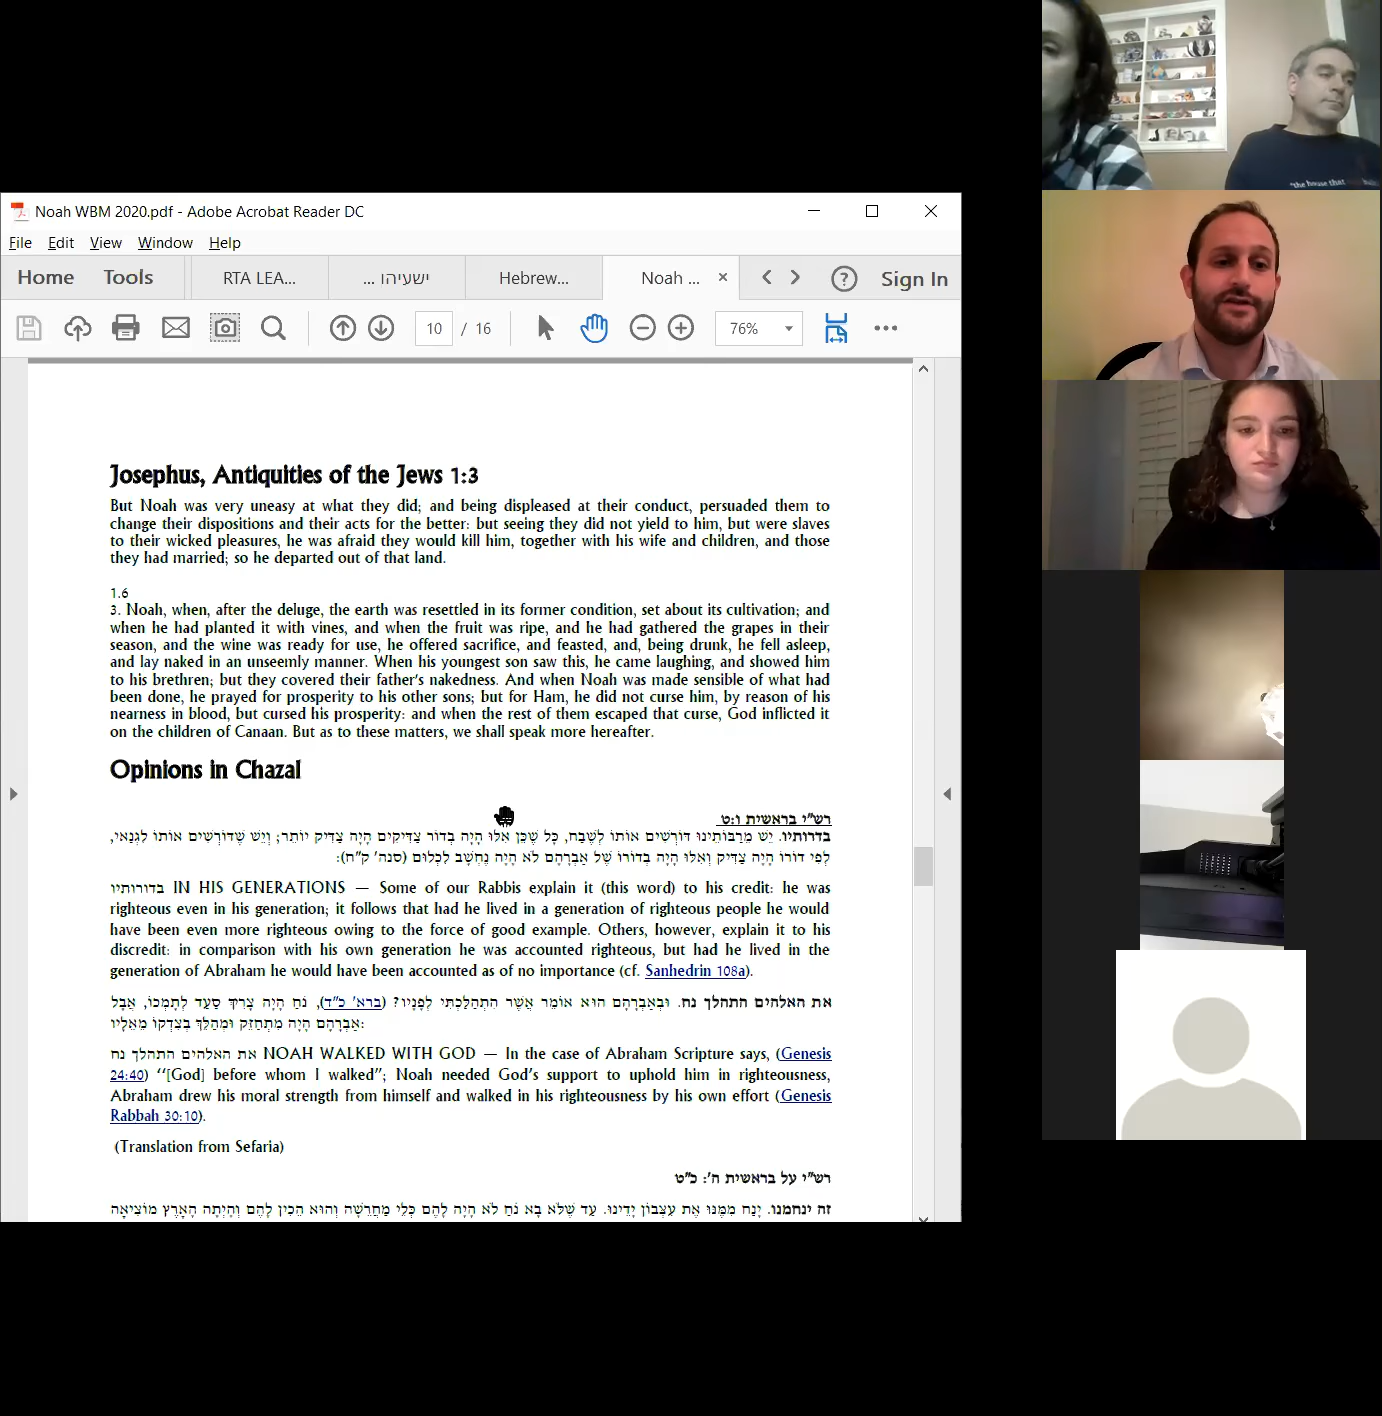 Noah WBM 2020.pdf - Adobe Acrobat Reader DC
File Edit View Window Help
Home Tools RTA LEA... ישעיהו ... Hebrew... Noah ... Sign In
10 / 16 76%
Josephus, Antiquities of the Jews 1:3
But Noah was very uneasy at what they did; and being displeased at their conduct, persuaded them to
change their dispositions and their acts for the better: but seeing they did not yield to him, but were slaves
to their wicked pleasures, he was afraid they would kill him, together with his wife and children, and those
they had married; so he departed out of that land.
1.6
3. Noah, when, after the deluge, the earth was resettled in its former condition, set about its cultivation; and
when he had planted it with vines, and when the fruit was ripe, and he had gathered the grapes in their
season, and the wine was ready for use, he offered sacrifice, and feasted, and, being drunk, he fell asleep,
and lay naked in an unseemly manner. When his youngest son saw this, he came laughing, and showed him
to his brethren; but they covered their father's nakedness. And when Noah was made sensible of what had
been done, he prayed for prosperity to his other sons; but for Ham, he did not curse him, by reason of his
nearness in blood, but cursed his prosperity: and when the rest of them escaped that curse, God inflicted it
on the children of Canaan. But as to these matters, we shall speak more hereafter.
Opinions in Chazal
רש"י בראשית ו:ט
בדורותיו. יֵשׁ מֵרַבּוֹתֵינוּ דּוֹרְשִׁים אוֹתוֹ לְשֶׁבַח, כָּל שֶׁכֵּן אִלּוּ הָיָה בְדוֹר צַדִּיקִים הָיָה צַדִּיק יוֹתֵר; וְיֵשׁ שֶׁדּוֹרְשִׁים אוֹתוֹ לִגְנַאי,
לְפִי דוֹרוֹ הָיָה צַדִּיק וְאִלּוּ הָיָה בְדוֹרוֹ שֶׁל אַבְרָהָם לֹא הָיָה נֶחְשָׁב לִכְלוּם (סנה' ק"ח):
בדורותיו IN HIS GENERATIONS — Some of our Rabbis explain it (this word) to his credit: he was
righteous even in his generation; it follows that had he lived in a generation of righteous people he would
have been even more righteous owing to the force of good example. Others, however, explain it to his
discredit: in comparison with his own generation he was accounted righteous, but had he lived in the
generation of Abraham he would have been accounted as of no importance (cf. Sanhedrin 108a).
את האלהים התהלך נח. וּבְאַבְרָהָם הוּא אוֹמֵר אֲשֶׁר הִתְהַלַּכְתִּי לְפָנָיו? (ברא' כ"ד), נֹחַ הָיָה צָרִיךְ סַעַד לְתָמְכוֹ, אֲבָל
אַבְרָהָם הָיָה מִתְחַזֵּק וּמְהַלֵּךְ בְּצִדְקוֹ מֵאֵלָיו:
את האלהים התהלך נח NOAH WALKED WITH GOD — In the case of Abraham Scripture says, (Genesis
24:40) ‘‘[God] before whom I walked’’; Noah needed God’s support to uphold him in righteousness,
Abraham drew his moral strength from himself and walked in his righteousness by his own effort (Genesis
Rabbah 30:10).
(Translation from Sefaria)
רש"י על בראשית ה': כ"ט
זה ינחמנו. יָנַח מִמֶּנּוּ אֶת עִצְּבוֹן יָדֵינוּ. עַד שֶׁלֹּא בָא נֹחַ לֹא הָיָה לָהֶם כְּלֵי מַחֲרֵשָׁה וְהוּא הֵכִין לָהֶם וְהָיְתָה הָאָרֶץ מוֹצִיאָה
"the house that